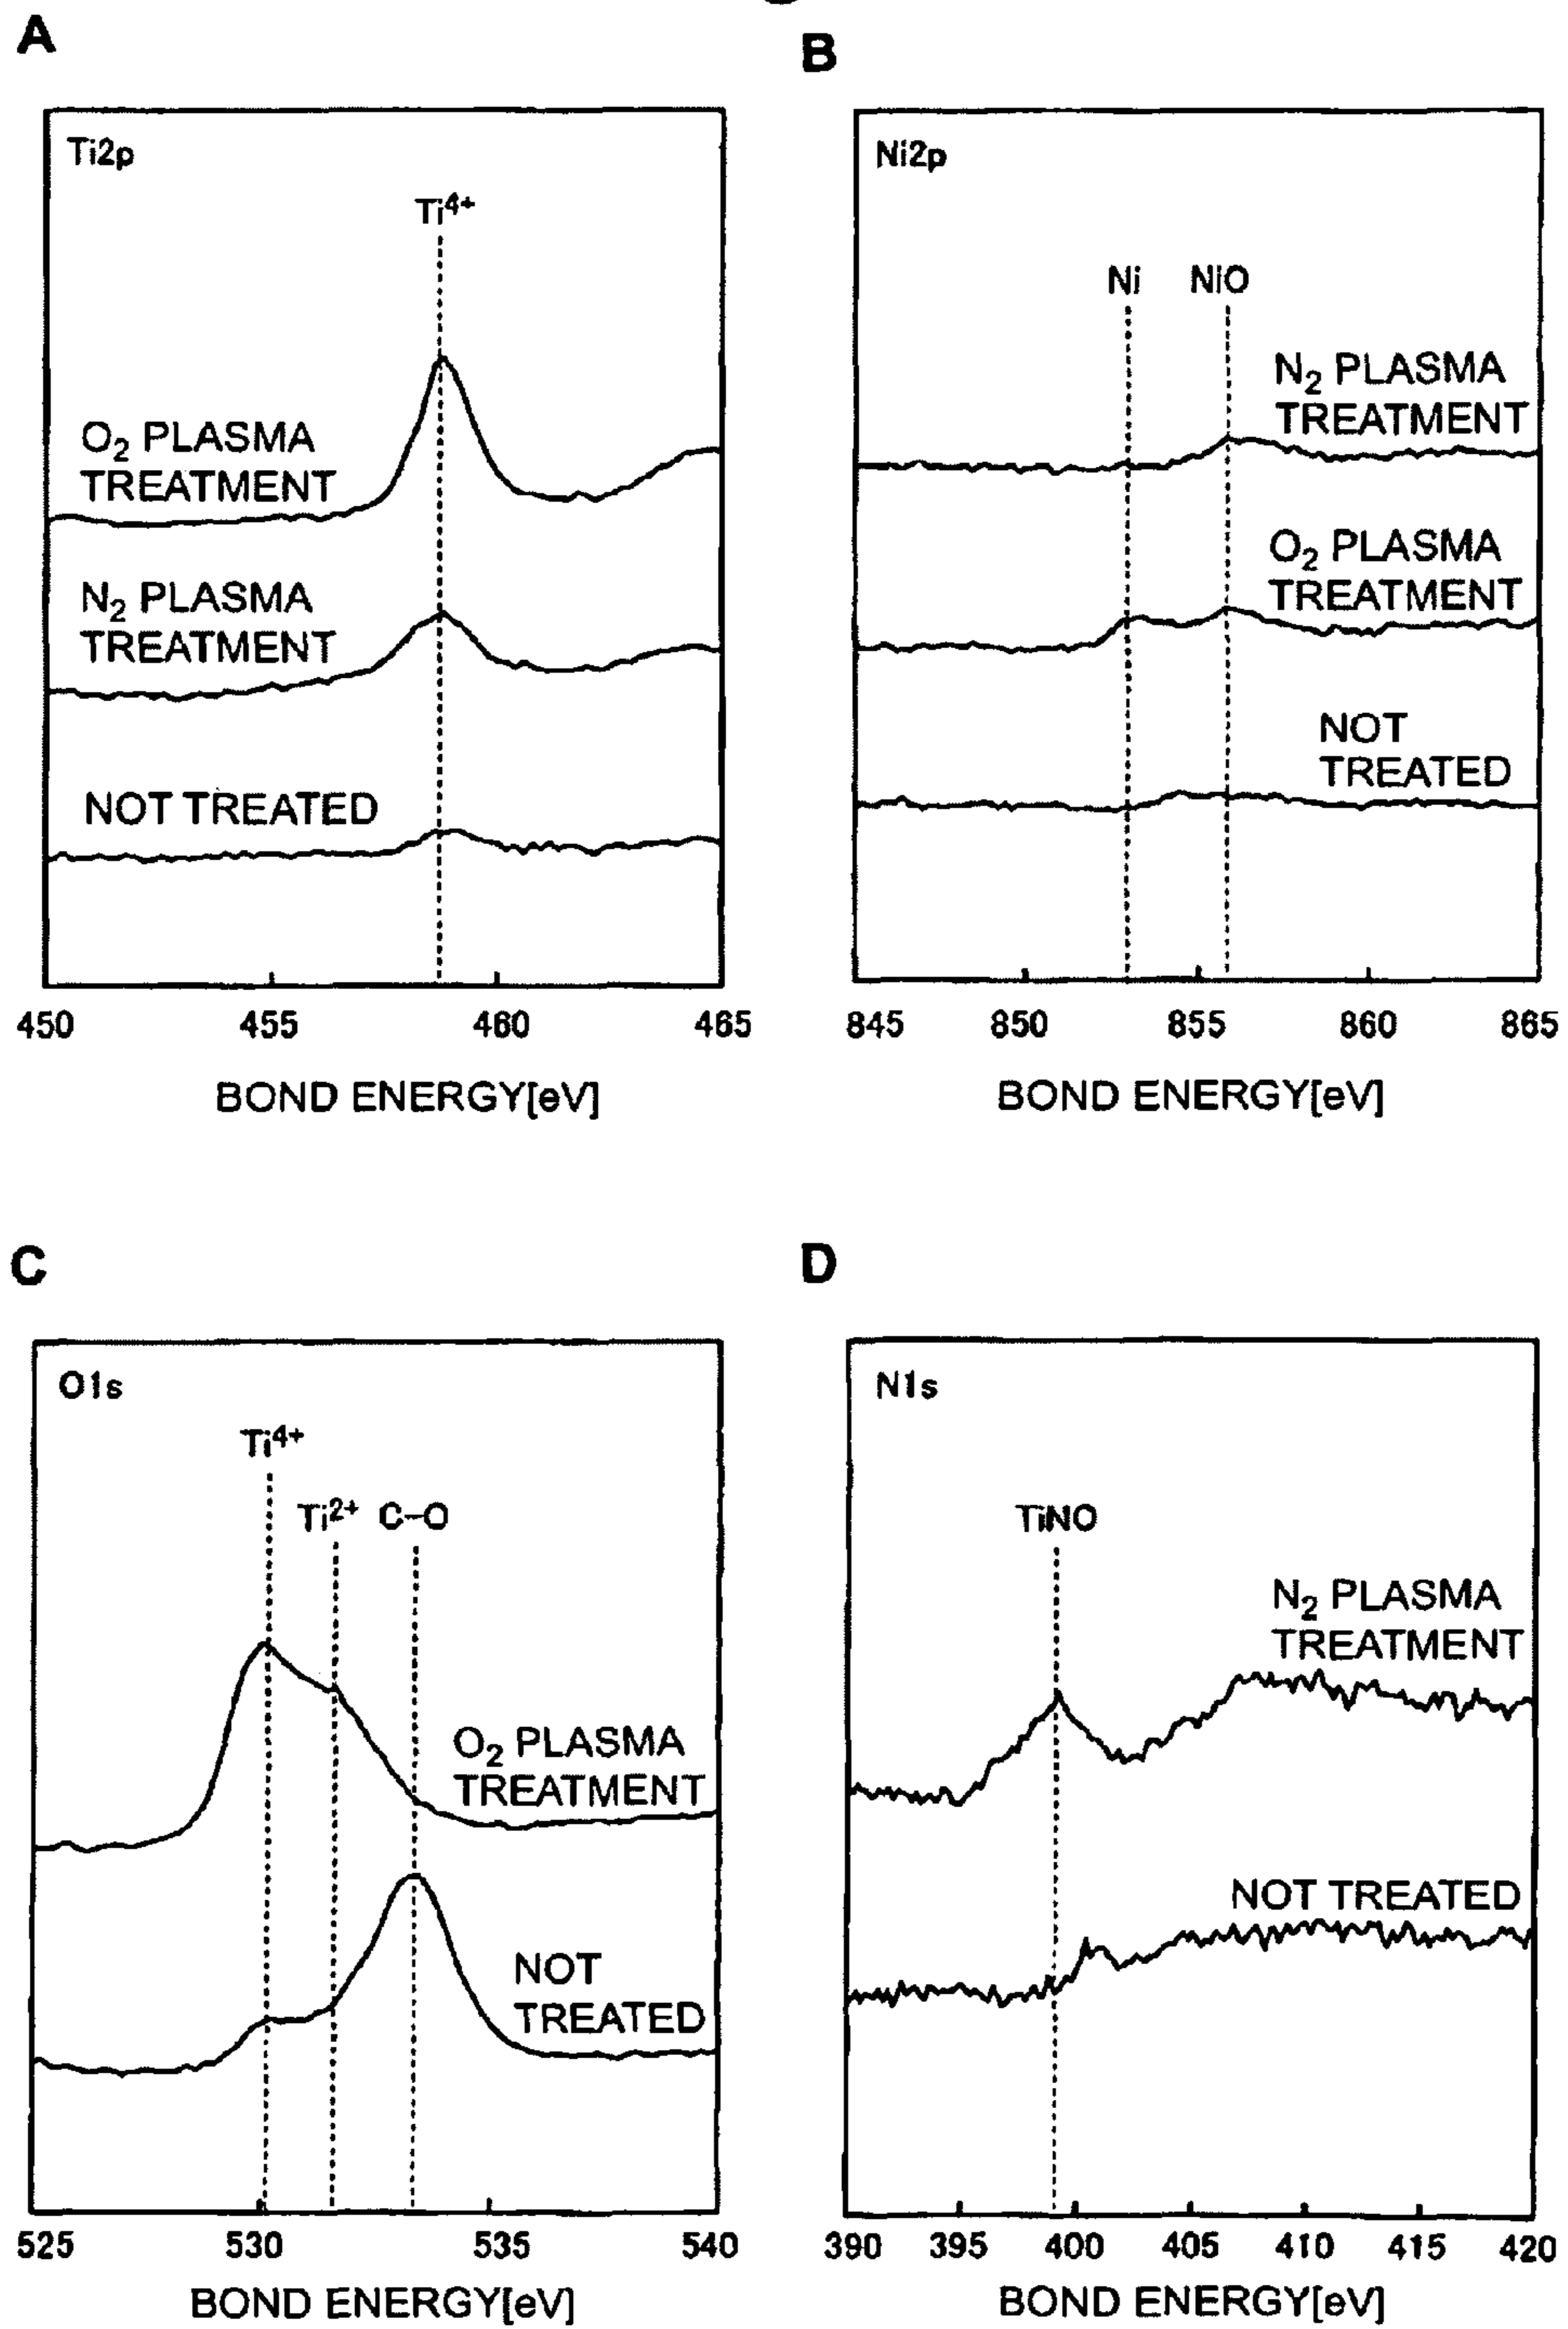 A
Ti2p
Ti4+
O2 PLASMA
TREATMENT
N2 PLASMA
TREATMENT
NOT TREATED
450 455 460 465
BOND ENERGY[eV]
B
Ni2p
Ni NiO
N2 PLASMA
TREATMENT
O2 PLASMA
TREATMENT
NOT
TREATED
845 850 855 860 865
BOND ENERGY[eV]
C
O1s
Ti4+
Ti2+ C-O
O2 PLASMA
TREATMENT
NOT
TREATED
525 530 535 540
BOND ENERGY[eV]
D
N1s
TiNO
N2 PLASMA
TREATMENT
NOT TREATED
390 395 400 405 410 415 420
BOND ENERGY[eV]